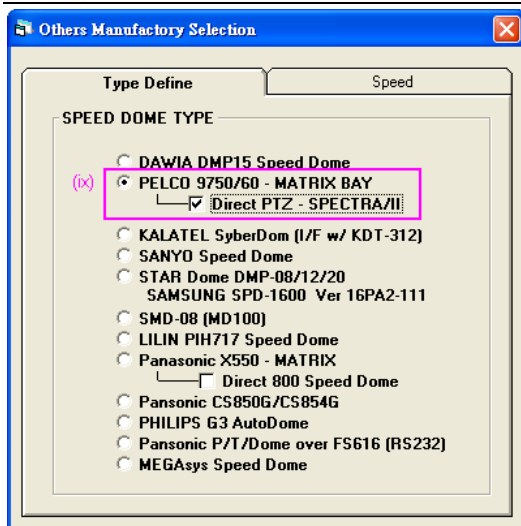 Others Manufactory Selection
Type Define
Speed
SPEED DOME TYPE
DAWIA DMP15 Speed Dome
(ix)
PELCO 9750/60 - MATRIX BAY
Direct PTZ - SPECTRA/II
KALATEL SyberDom (I/F w/ KDT-312)
SANYO Speed Dome
STAR Dome DMP-08/12/20
SAMSUNG SPD-1600 Ver 16PA2-111
SMD-08 (MD100)
LILIN PIH717 Speed Dome
Panasonic X550 - MATRIX
Direct 800 Speed Dome
Pansonic CS850G/CS854G
PHILIPS G3 AutoDome
Pansonic P/T/Dome over FS616 (RS232)
MEGAsys Speed Dome